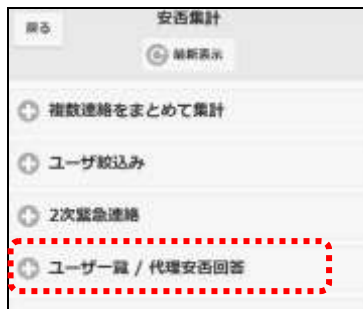 戻る
安否集計
最新表示
複数連絡をまとめて集計
ユーザ絞込み
2次緊急連絡
ユーザ一覧 / 代理安否回答